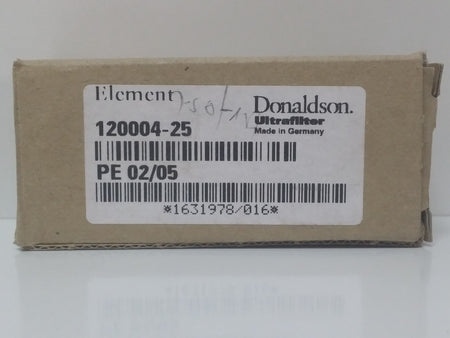 Element
Donaldson.
Ultrafilter
Made in Germany
120004-25
PE 02/05
*1631978/016*